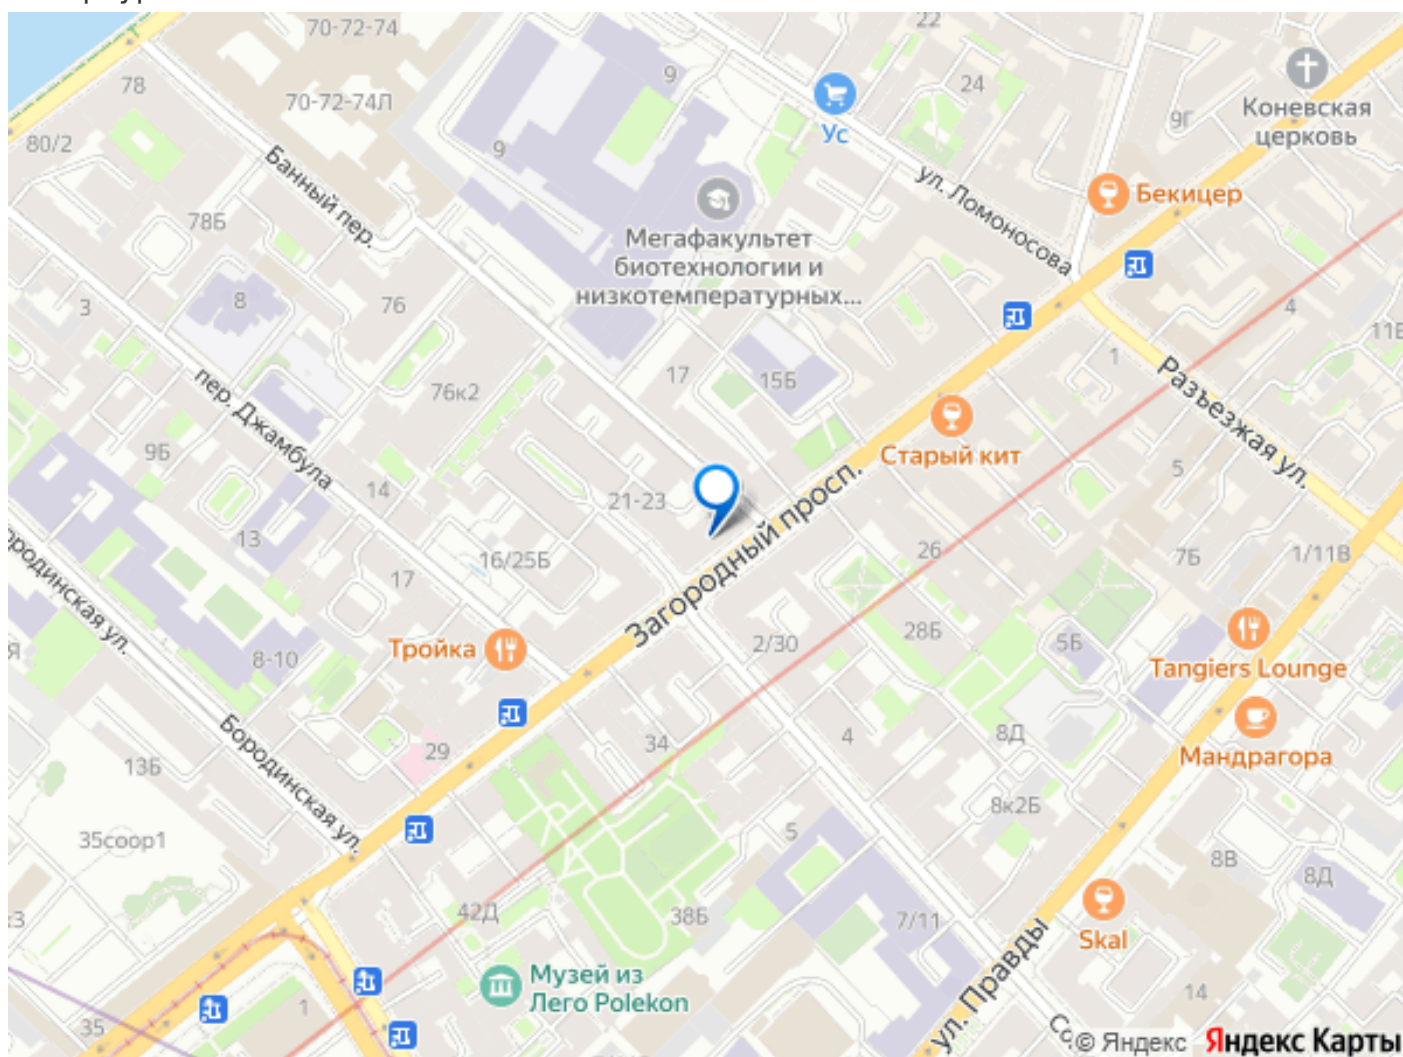 70-72-74
22
78
9
24
70-72-74Л
Коневская
церковь
9Г
80/2
Ус
9
Банный пер.
ул. Ломоносова
Бекицер
78Б
Мегафакультет
биотехнологии и
низкотемпературных...
8
3
76
4
11В
17
15Б
1
76к2
Разъезжая ул.
пер. Джамбула
Старый кит
9Б
14
21-23
5
Загородный просп.
13
16/25Б
26
7Б
1/11В
17
Бородинская ул.
2/30
28Б
5Б
Тройка
8-10
Tangiers Lounge
29
34
4
8Д
Мандрагора
13Б
Бородинская ул.
8к2Б
35соор1
5
8В
8Д
42Д
38Б
7/11
Skal
ул. Правды
Музей из
Лего Polekon
1
14
35
© Яндекс Яндекс Карты